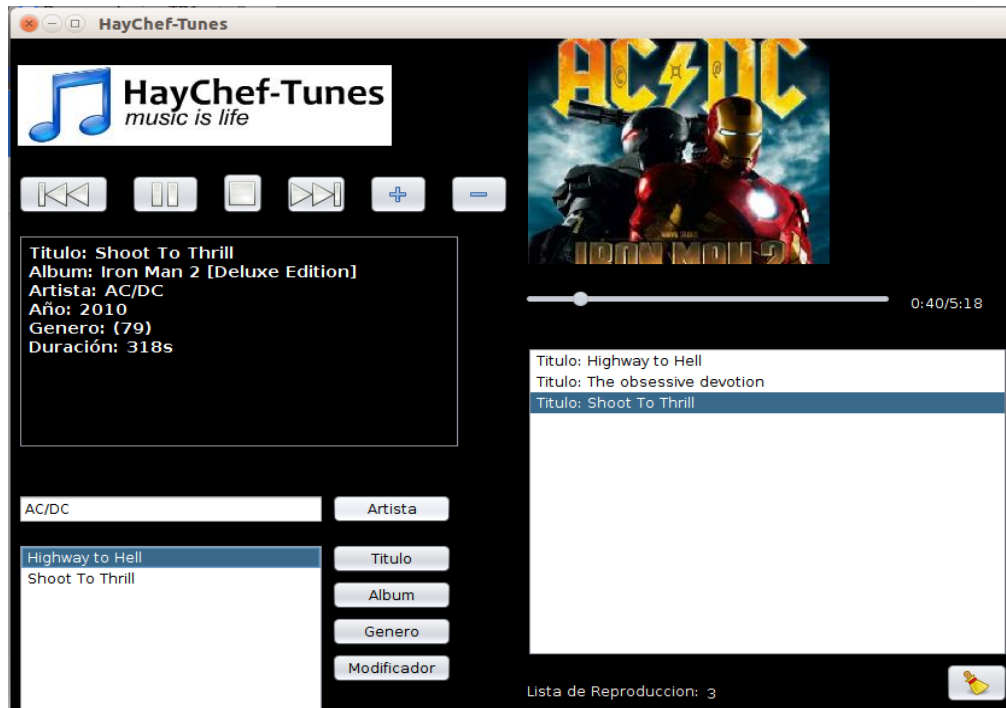 HayChef-Tunes
HayChef-Tunes
music is life
Titulo: Shoot To Thrill
Album: Iron Man 2 [Deluxe Edition]
Artista: AC/DC
Año: 2010
Genero: (79)
Duración: 318s
AC/DC
Artista
Highway to Hell
Shoot To Thrill
Titulo
Album
Genero
Modificador
AC/DC
IRON MAN 2
0:40/5:18
Titulo: Highway to Hell
Titulo: The obsessive devotion
Titulo: Shoot To Thrill
Lista de Reproduccion: 3